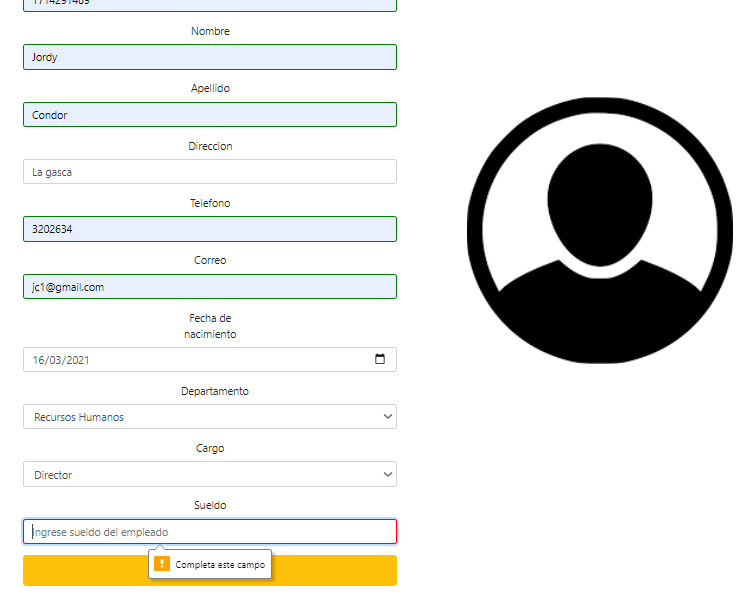 1714291489
Nombre
Jordy
Apellido
Condor
Direccion
La gasca
Telefono
3202634
Correo
jc1@gmail.com
Fecha de
nacimiento
16/03/2021
Departamento
Recursos Humanos
Cargo
Director
Sueldo
Ingrese sueldo del empleado
Completa este campo